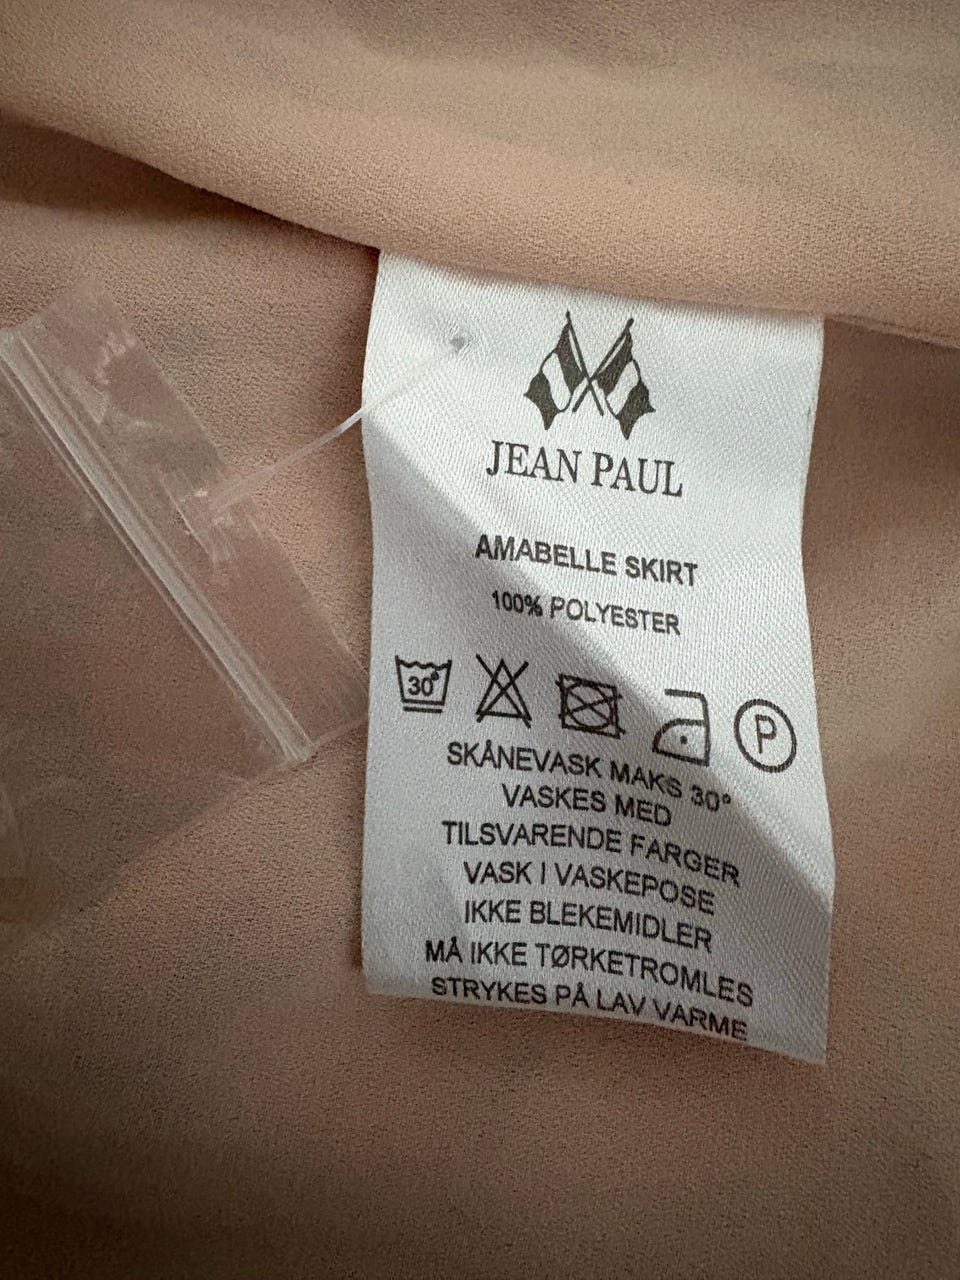 JEAN PAUL
AMABELLE SKIRT
100% POLYESTER
30°
P
SKÅNEVASK MAKS 30°
VASKES MED
TILSVARENDE FARGER
VASK I VASKEPOSE
IKKE BLEKEMIDLER
MÅ IKKE TØRKETROMLES
STRYKES PÅ LAV VARME